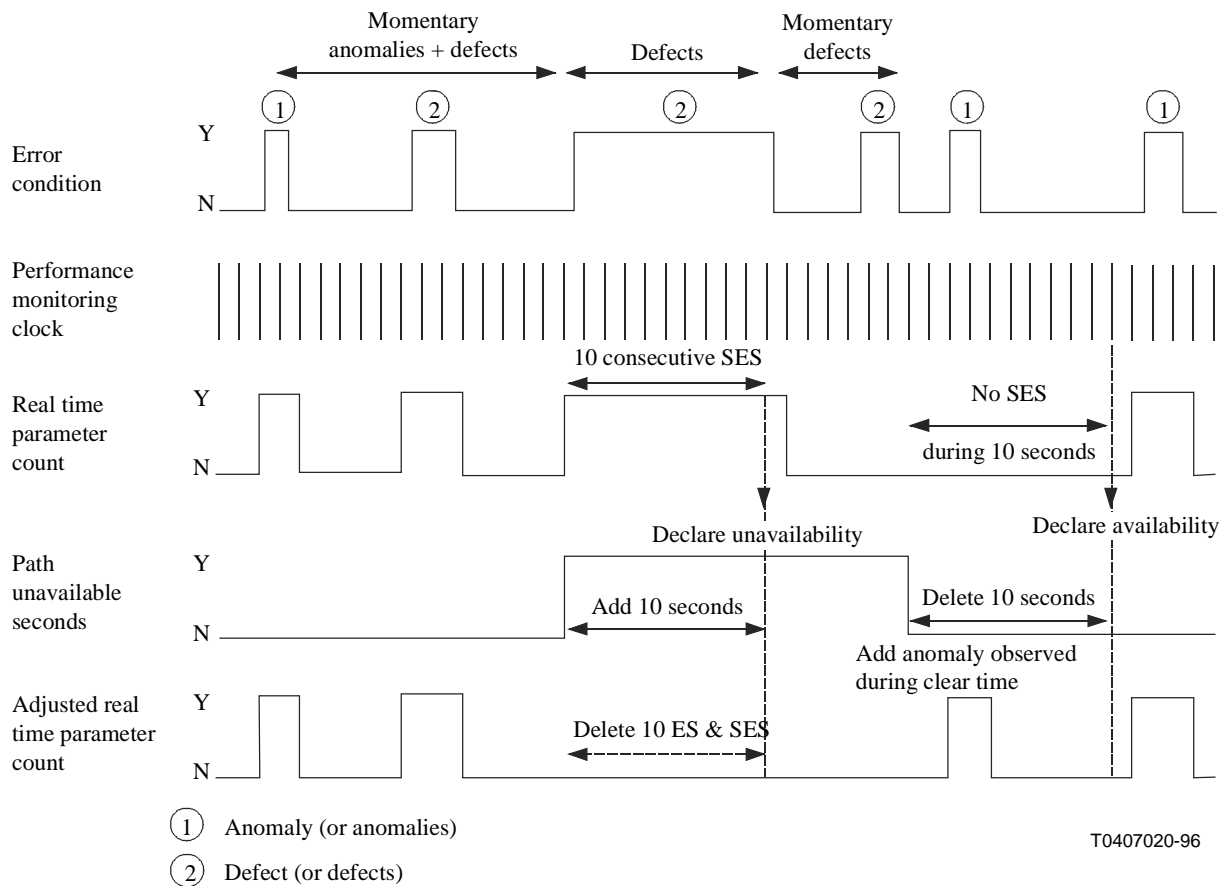 Momentary
anomalies + defects
Defects
Momentary
defects
1
2
2
2
1
1
Error
condition
Y
N
Performance
monitoring
clock
10 consecutive SES
Real time
parameter
count
Y
N
No SES
during 10 seconds
Declare unavailability
Declare availability
Path
unavailable
seconds
Y
N
Add 10 seconds
Delete 10 seconds
Add anomaly observed
during clear time
Adjusted real
time parameter
count
Y
N
Delete 10 ES & SES
1 Anomaly (or anomalies)
2 Defect (or defects)
T0407020-96